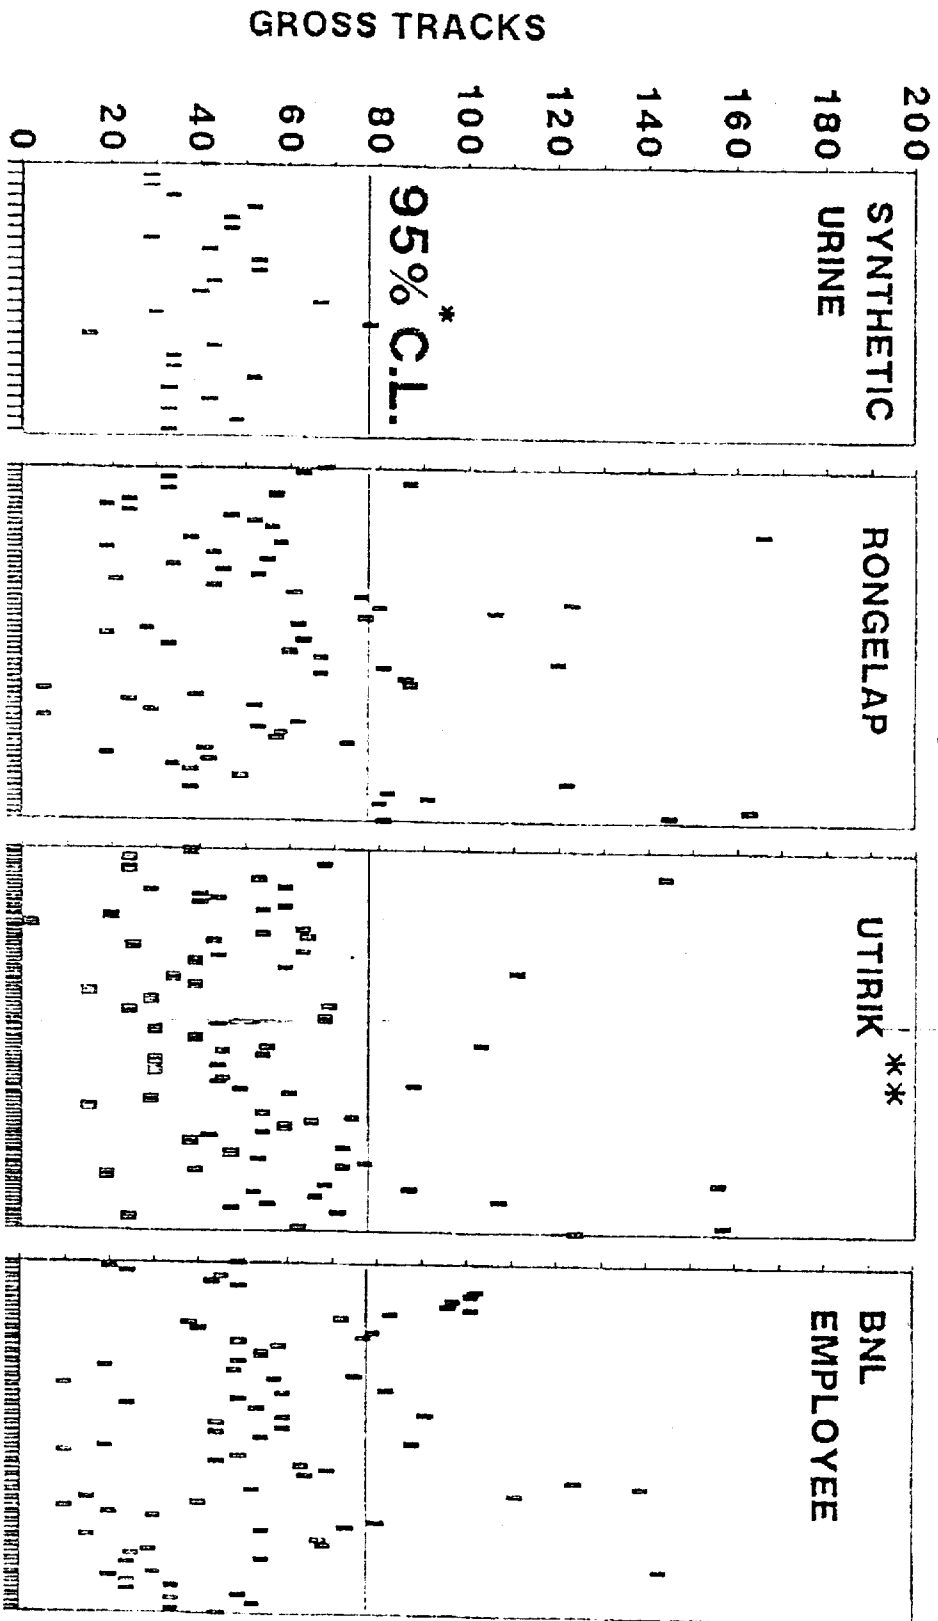 GROSS TRACKS
200
180
160
140
120
100
80
60
40
20
0
SYNTHETIC
URINE
95% C.L.*
RONGELAP
UTIRIK **
BNL
EMPLOYEE